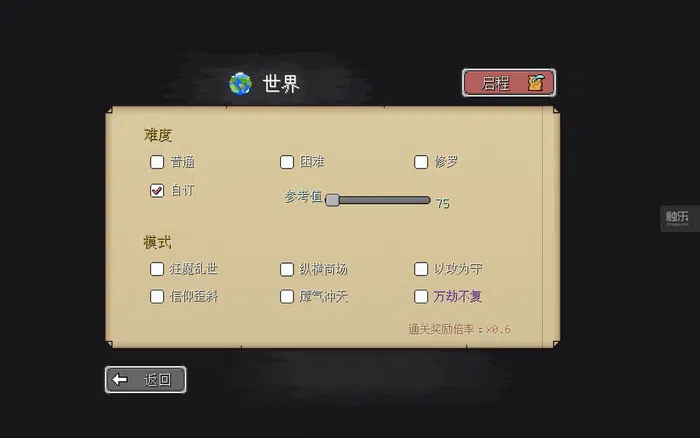 世界
启程
难度
普通 困难 修罗
自订 参考值 75
模式
狂魔乱世 纵横商场 以攻为守
信仰歪斜 瘴气冲天 万劫不复
通关奖励倍率：x0.6
返回
触乐